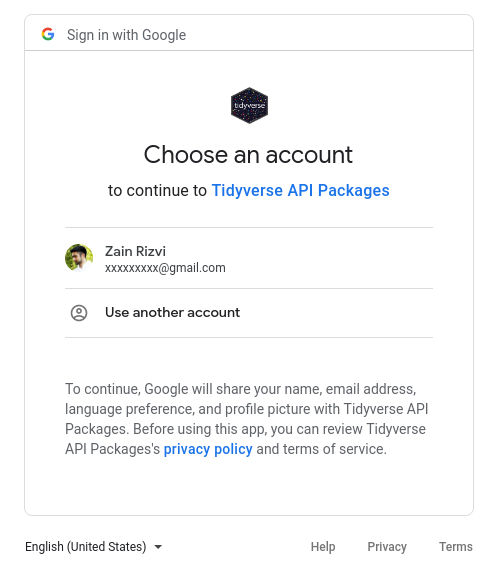 Sign in with Google
tidyverse
Choose an account
to continue to Tidyverse API Packages
Zain Rizvi
xxxxxxxxx@gmail.com
Use another account
To continue, Google will share your name, email address,
language preference, and profile picture with Tidyverse API
Packages. Before using this app, you can review Tidyverse
API Packages's privacy policy and terms of service.
English (United States)
Help
Privacy
Terms